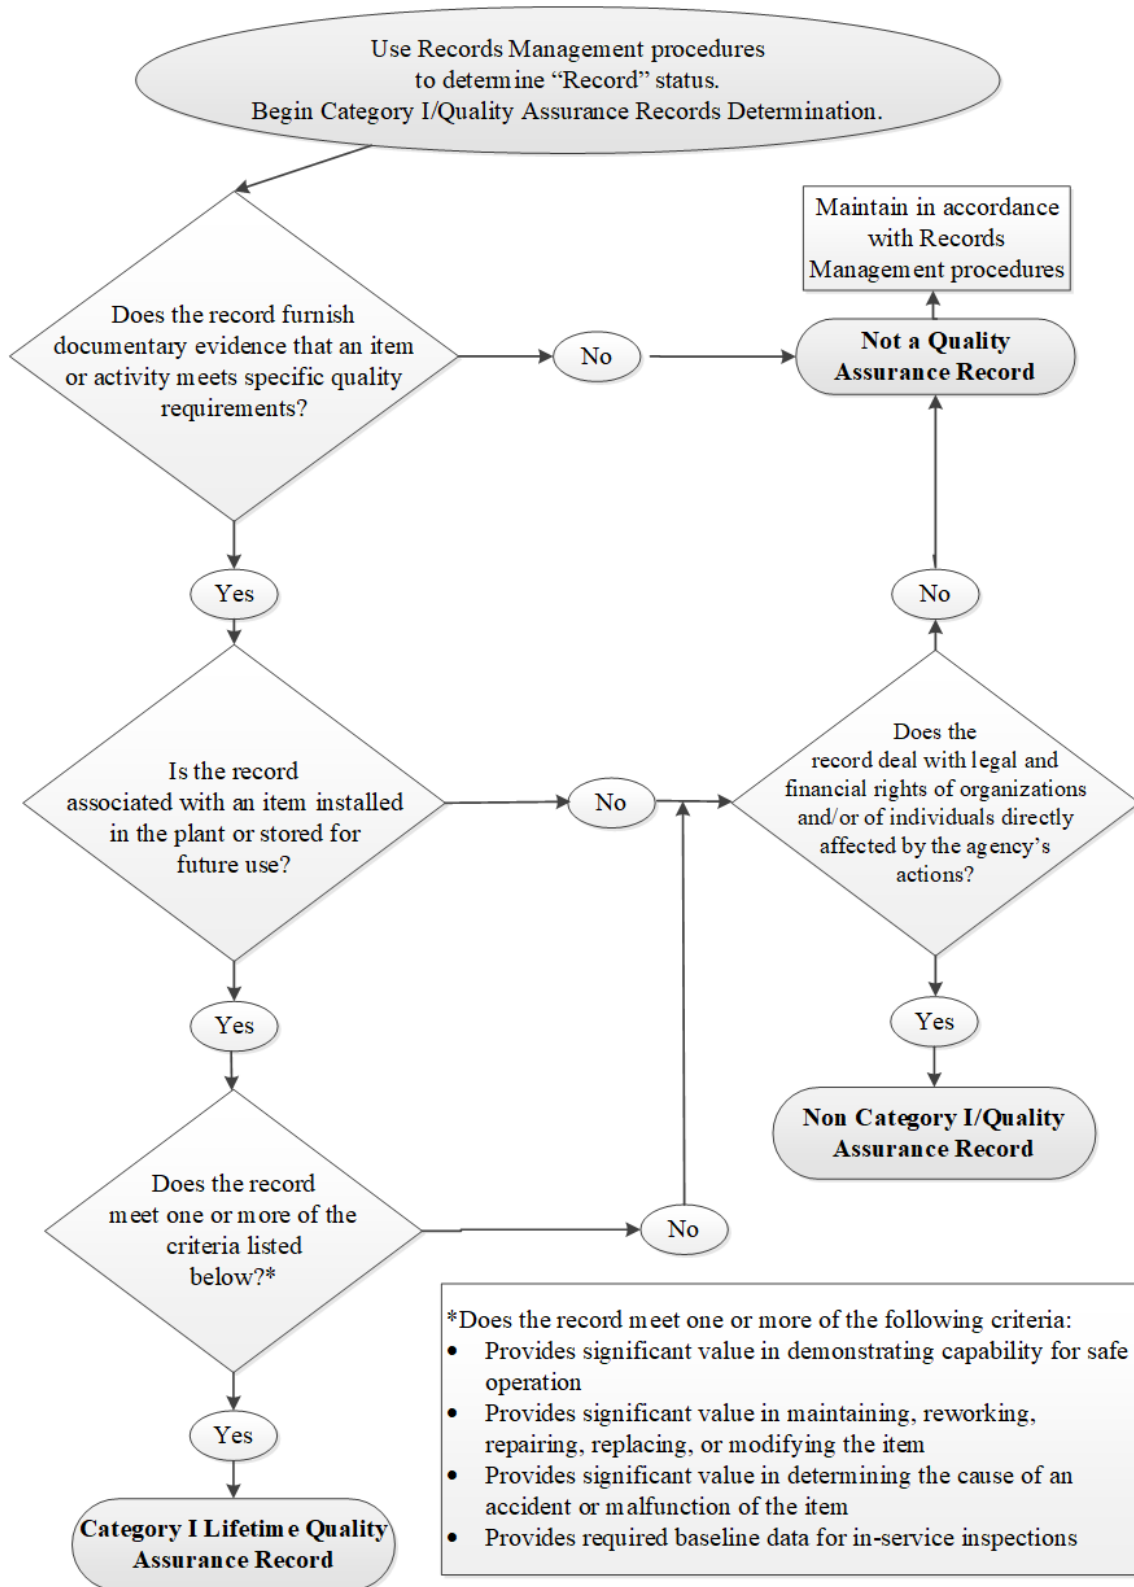 Use Records Management procedures
to determine “Record” status.
Begin Category I/Quality Assurance Records Determination.
Maintain in accordance
with Records
Management procedures
Does the record furnish
documentary evidence that an item
or activity meets specific quality
requirements?
No
Not a Quality
Assurance Record
Yes
No
Is the record
associated with an item installed
in the plant or stored for
future use?
No
Does the
record deal with legal and
financial rights of organizations
and/or of individuals directly
affected by the agency’s
actions?
Yes
Yes
Non Category I/Quality
Assurance Record
Does the record
meet one or more of the
criteria listed
below?*
No
*Does the record meet one or more of the following criteria:
• Provides significant value in demonstrating capability for safe
operation
• Provides significant value in maintaining, reworking,
repairing, replacing, or modifying the item
• Provides significant value in determining the cause of an
accident or malfunction of the item
• Provides required baseline data for in-service inspections
Yes
Category I Lifetime Quality
Assurance Record